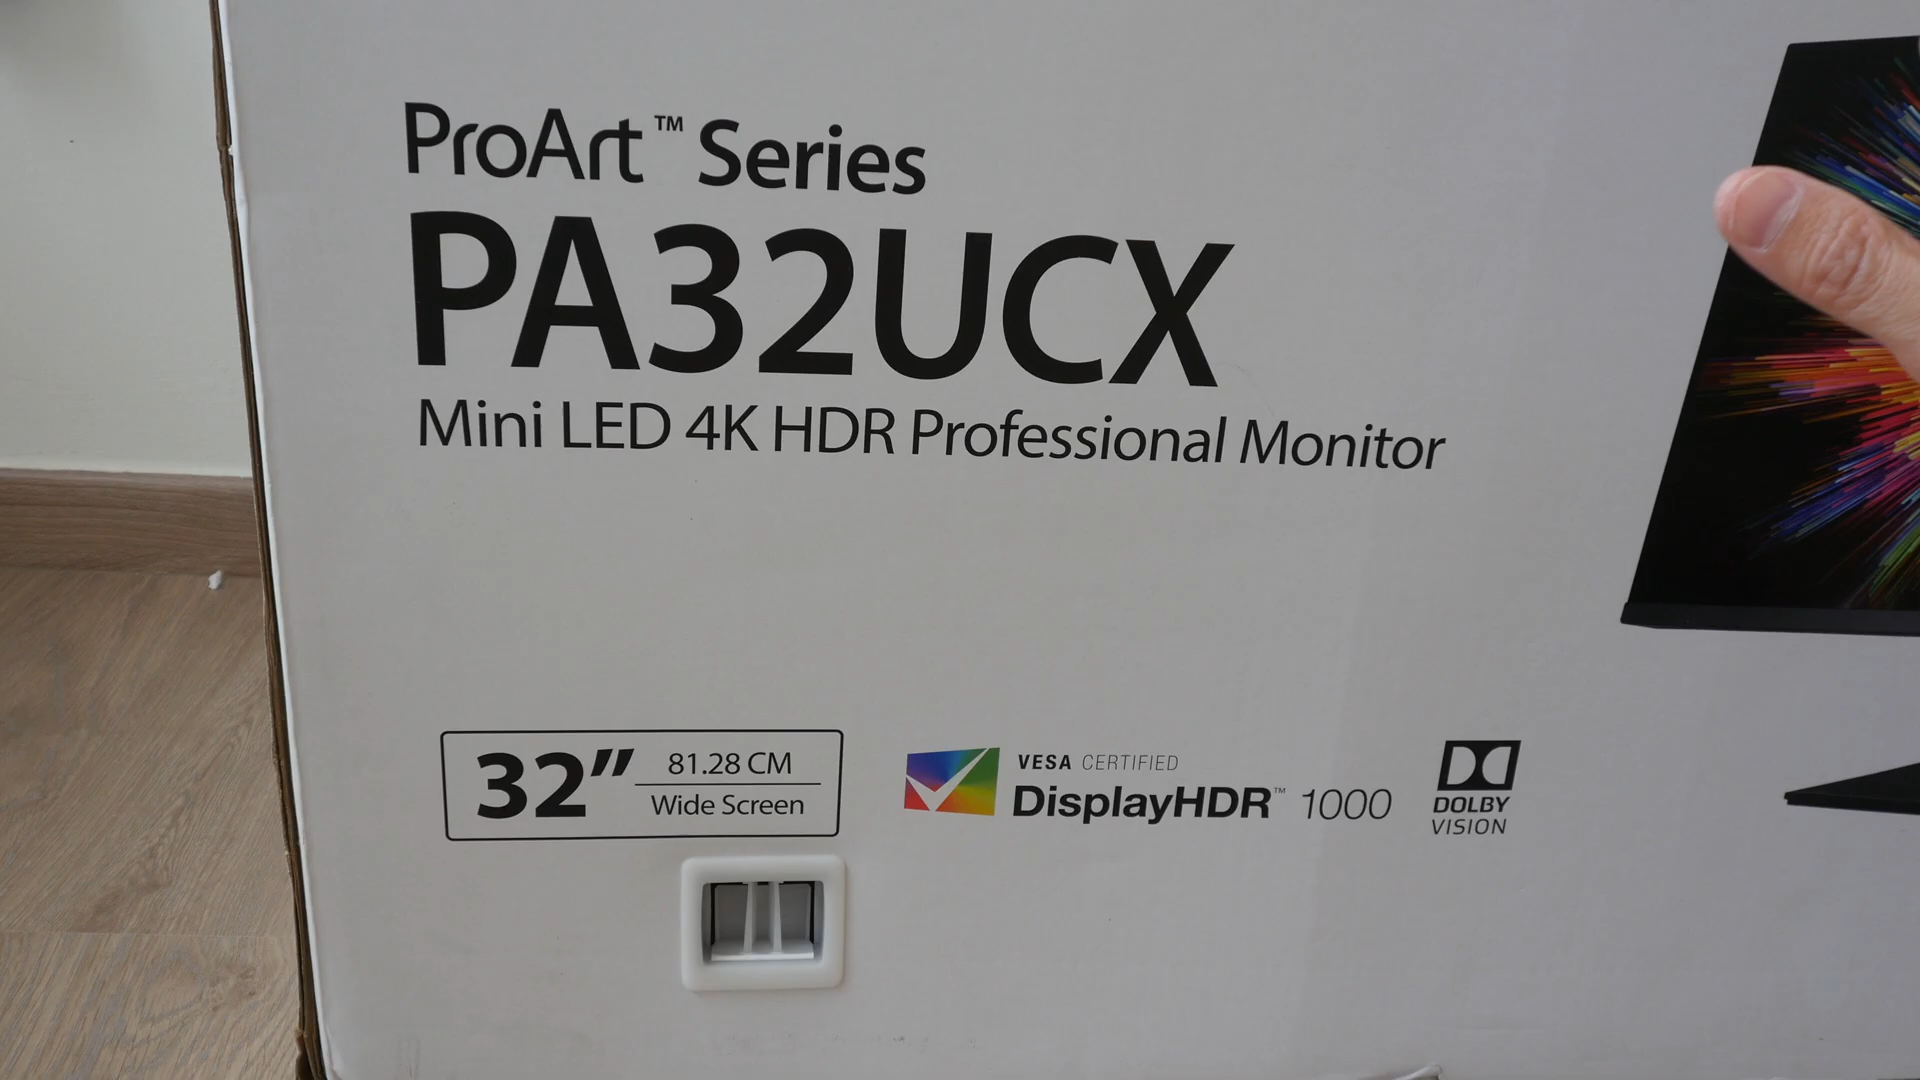 ProArt™ Series
PA32UCX
Mini LED 4K HDR Professional Monitor
32″
81.28 CM
Wide Screen
VESA CERTIFIED
DisplayHDR™ 1000
DOLBY
VISION